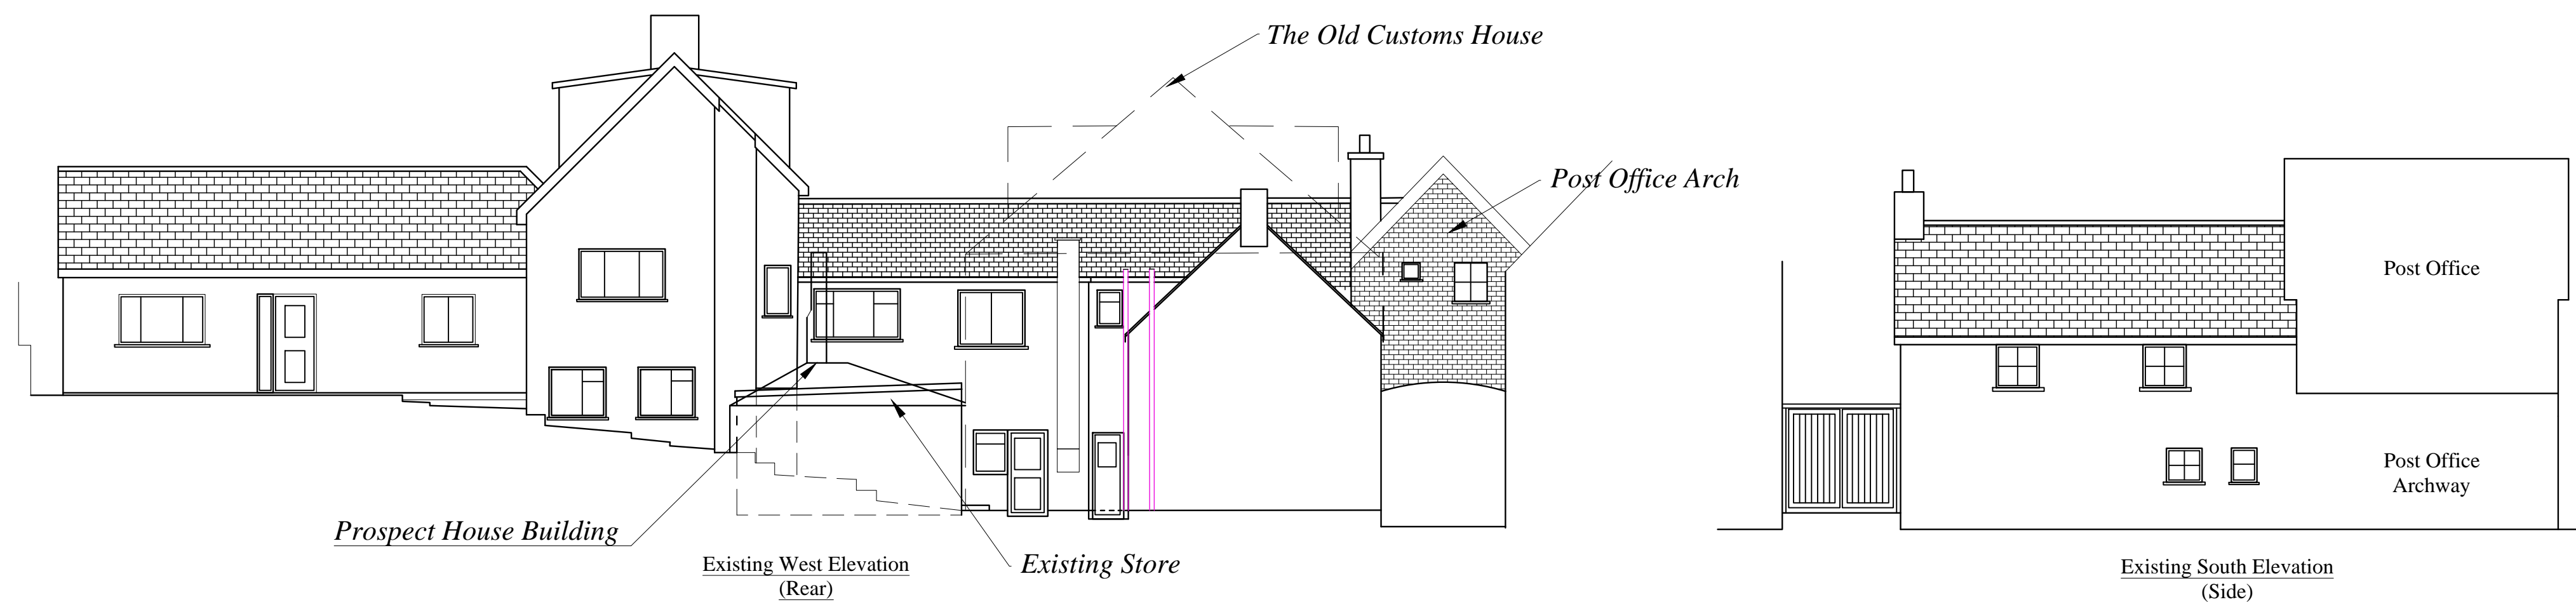 The Old Customs House
Post Office Arch
Prospect House Building
Existing Store
Existing West Elevation
(Rear)
Post Office
Post Office
Archway
Existing South Elevation
(Side)